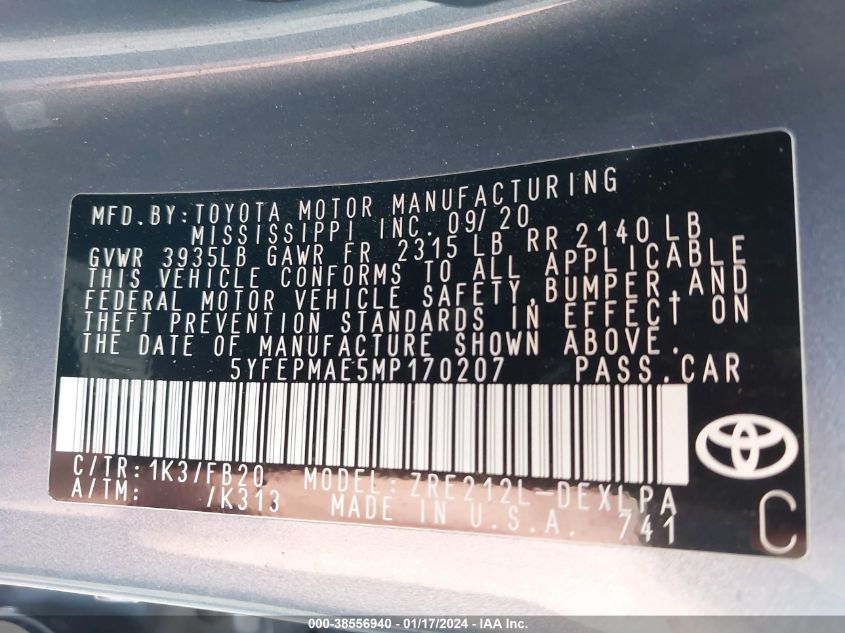 MFD. BY: TOYOTA MOTOR MANUFACTURING
MISSISSIPPI INC. 09/20
GVWR 3935LB GAWR FR 2315 LB RR 2140 LB
THIS VEHICLE CONFORMS TO ALL APPLICABLE
FEDERAL MOTOR VEHICLE SAFETY, BUMPER, AND
THEFT PREVENTION STANDARDS IN EFFECT ON
THE DATE OF MANUFACTURE SHOWN ABOVE.
5YFEPMAE5MP170207 PASS.CAR
C/TR: 1K3/FB20 MODEL: ZRE212L-DEXLPA
A/TM: /K313 MADE IN U.S.A. 741
C
000-38556940 - 01/17/2024 - IAA Inc.